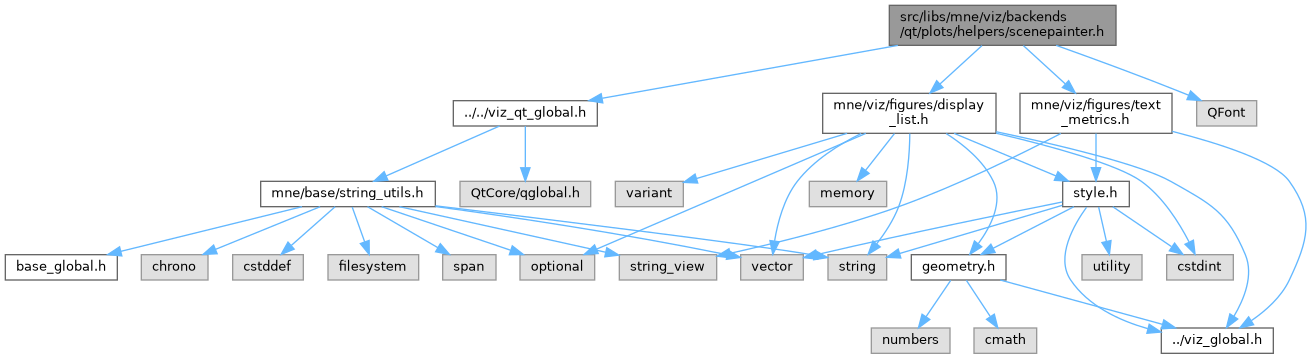 src/libs/mne/viz/backends
/qt/plots/helpers/scenepainter.h
../../viz_qt_global.h
mne/viz/figures/display
_list.h
mne/viz/figures/text
_metrics.h
QFont
mne/base/string_utils.h
QtCore/qglobal.h
variant
memory
style.h
base_global.h
chrono
cstddef
filesystem
span
optional
string_view
vector
string
geometry.h
utility
cstdint
numbers
cmath
../viz_global.h